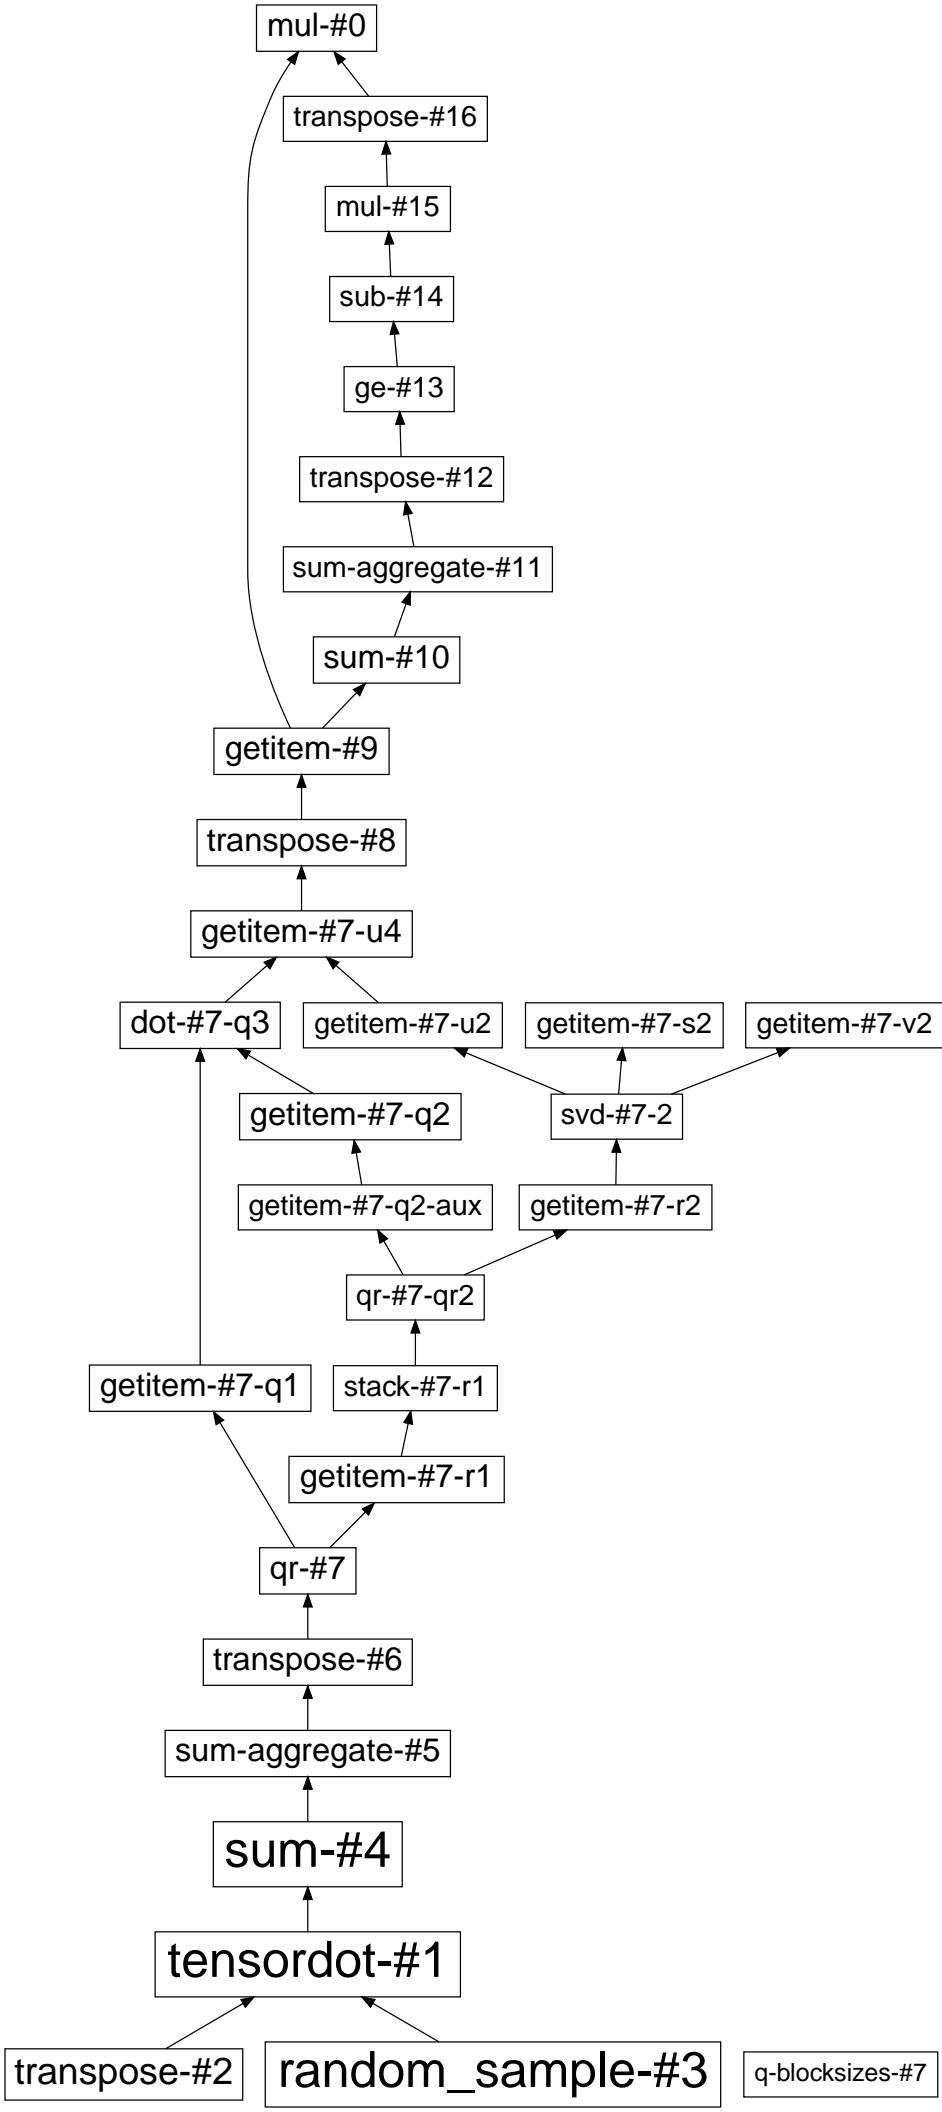 mul-#0
transpose-#16
mul-#15
sub-#14
ge-#13
transpose-#12
sum-aggregate-#11
sum-#10
getitem-#9
transpose-#8
getitem-#7-u4
dot-#7-q3
getitem-#7-u2
getitem-#7-s2
getitem-#7-v2
getitem-#7-q2
svd-#7-2
getitem-#7-q2-aux
getitem-#7-r2
qr-#7-qr2
getitem-#7-q1
stack-#7-r1
getitem-#7-r1
qr-#7
transpose-#6
sum-aggregate-#5
sum-#4
tensordot-#1
transpose-#2
random_sample-#3
q-blocksizes-#7